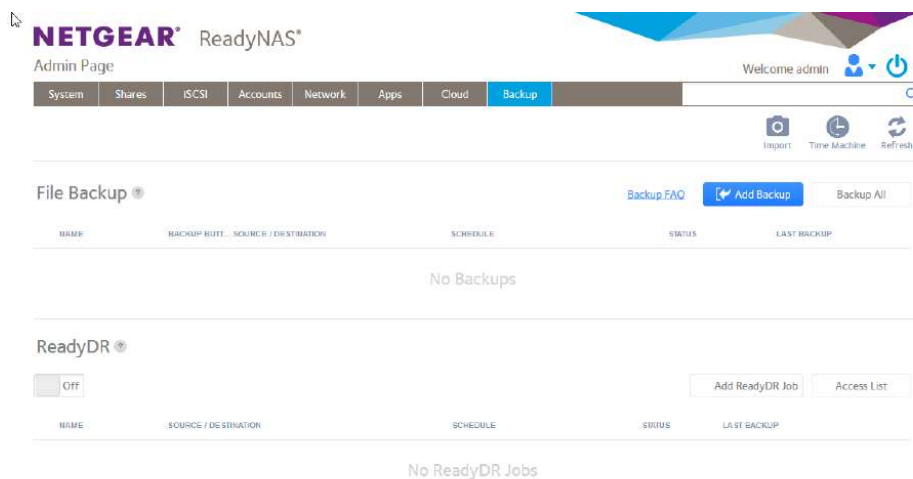 NETGEAR® ReadyNAS®
Admin Page
Welcome admin
System Shares iSCSI Accounts Network Apps Cloud Backup
Import Time Machine Refresh
File Backup ?
Backup FAQ Add Backup Backup All
NAME BACKUP BUTT... SOURCE / DESTINATION SCHEDULE STATUS LAST BACKUP
No Backups
ReadyDR ?
Off Add ReadyDR Job Access List
NAME SOURCE / DESTINATION SCHEDULE STATUS LAST BACKUP
No ReadyDR Jobs